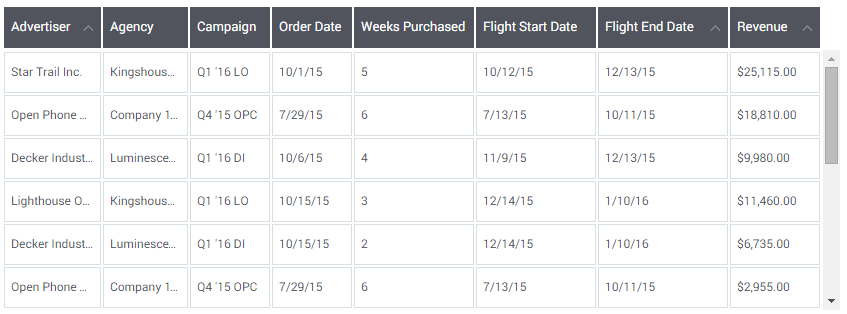 Advertiser Agency Campaign Order Date Weeks Purchased Flight Start Date Flight End Date Revenue
Star Trail Inc. Kingshous... Q1 '16 LO 10/1/15 5 10/12/15 12/13/15 $25,115.00
Open Phone ... Company 1... Q4 '15 OPC 7/29/15 6 7/13/15 10/11/15 $18,810.00
Decker Indust... Luminesce... Q1 '16 DI 10/6/15 4 11/9/15 12/13/15 $9,980.00
Lighthouse O... Kingshous... Q1 '16 LO 10/15/15 3 12/14/15 1/10/16 $11,460.00
Decker Indust... Luminesce... Q1 '16 DI 10/15/15 2 12/14/15 1/10/16 $6,735.00
Open Phone ... Company 1... Q4 '15 OPC 7/29/15 6 7/13/15 10/11/15 $2,955.00